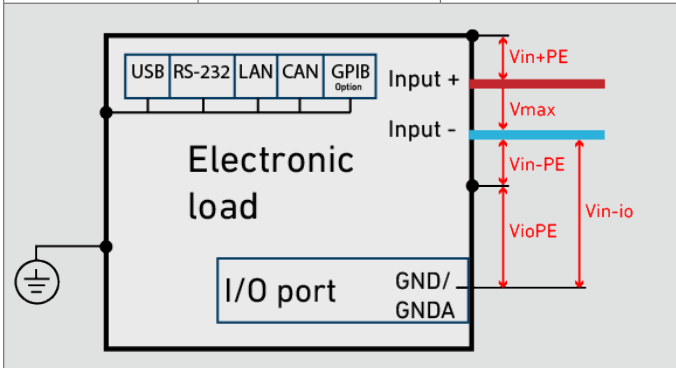 USB RS-232 LAN CAN GPIB
Option
Vin+PE
Input +
Vmax
Input -
Electronic
load
Vin-PE
Vin-io
VioPE
I/O port
GND/
GNDA